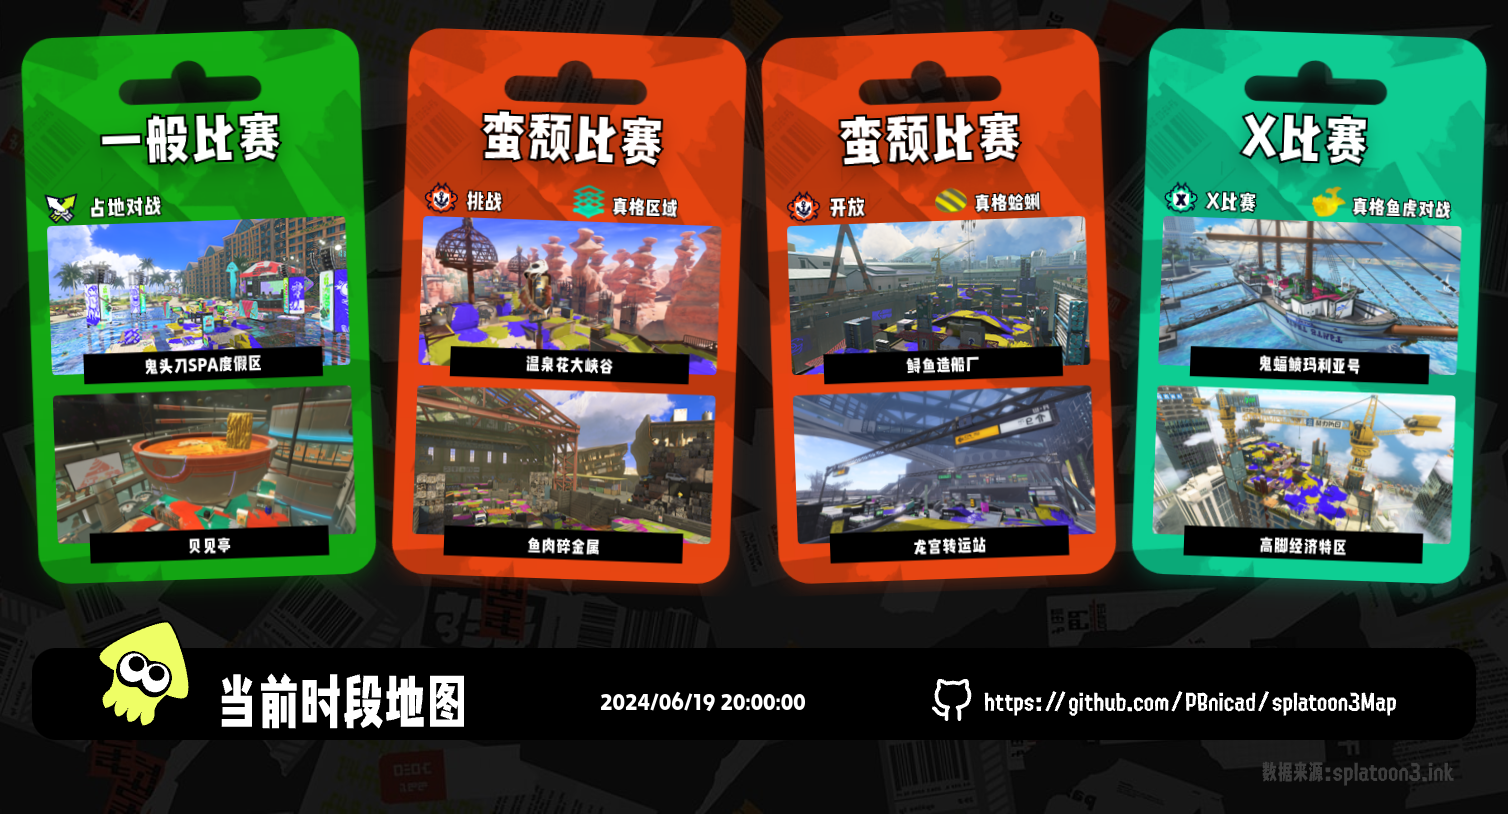 一般比赛
占地对战
鬼头刀SPA度假区
贝见亭
蛮颓比赛
挑战
真格区域
温泉花大峡谷
鱼肉碎金属
蛮颓比赛
开放
真格蛤蜊
鲟鱼造船厂
龙宫转运站
X比赛
X比赛
真格鱼虎对战
鬼蝠鲼玛利亚号
高脚经济特区
当前时段地图
2024/06/19 20:00:00
https://github.com/PBnicad/splatoon3Map
数据来源:splatoon3.ink